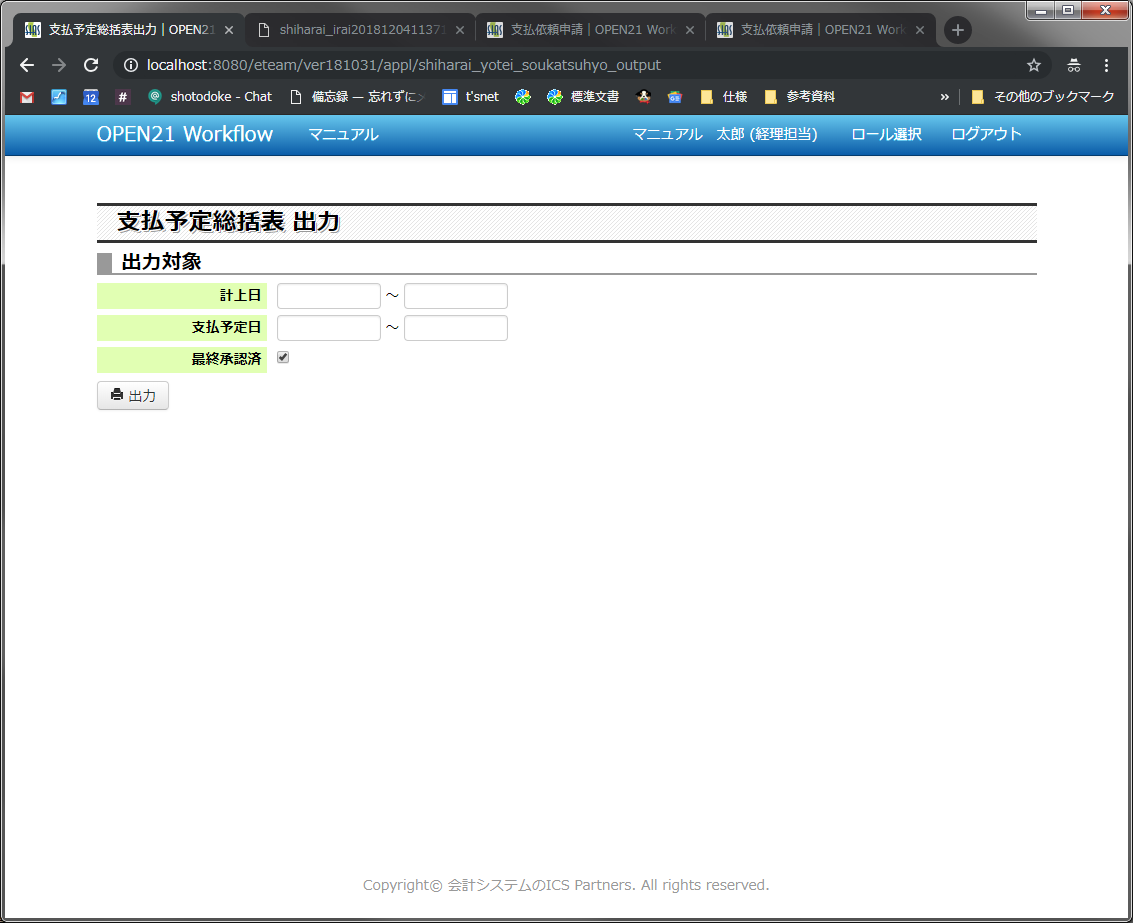 支払予定総括表出力 | OPEN21
shiharai_irai2018120411371
支払依頼申請 | OPEN21 Work
支払依頼申請 | OPEN21 Work
localhost:8080/eteam/ver181031/appl/shiharai_yotei_soukatsuhyo_output
12 # shotodoke - Chat 備忘録 — 忘れずに> t'snet 標準文書 仕様 参考資料 » その他のブックマーク
OPEN21 Workflow マニュアル マニュアル 太郎 (経理担当) ロール選択 ログアウト
支払予定総括表 出力
出力対象
計上日 ～
支払予定日 ～
最終承認済
出力
Copyright© 会計システムのICS Partners. All rights reserved.